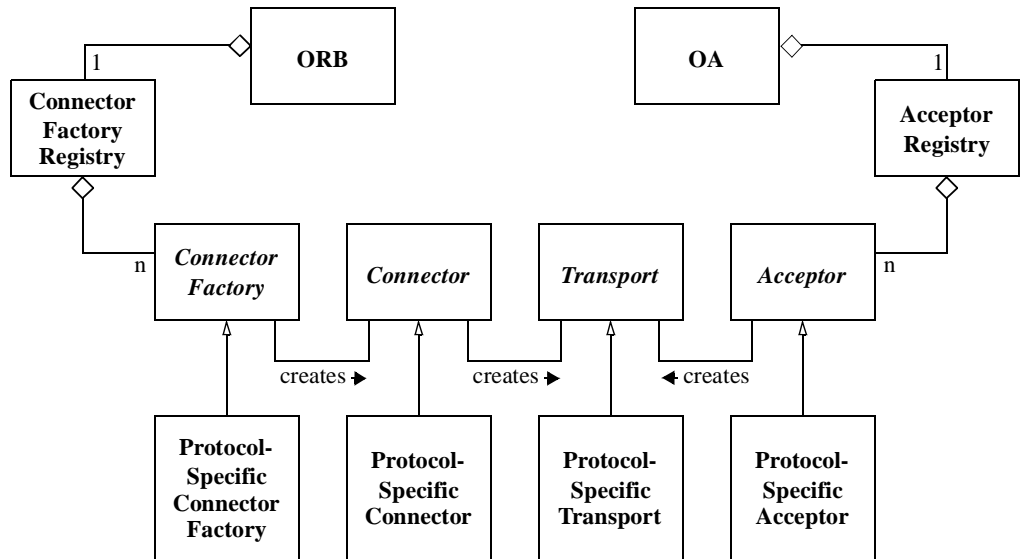 ORB
OA
1
1
Connector
Factory
Registry
Acceptor
Registry
n
Connector
Factory
Connector
Transport
Acceptor
n
creates
creates
creates
Protocol-
Specific
Connector
Factory
Protocol-
Specific
Connector
Protocol-
Specific
Transport
Protocol-
Specific
Acceptor